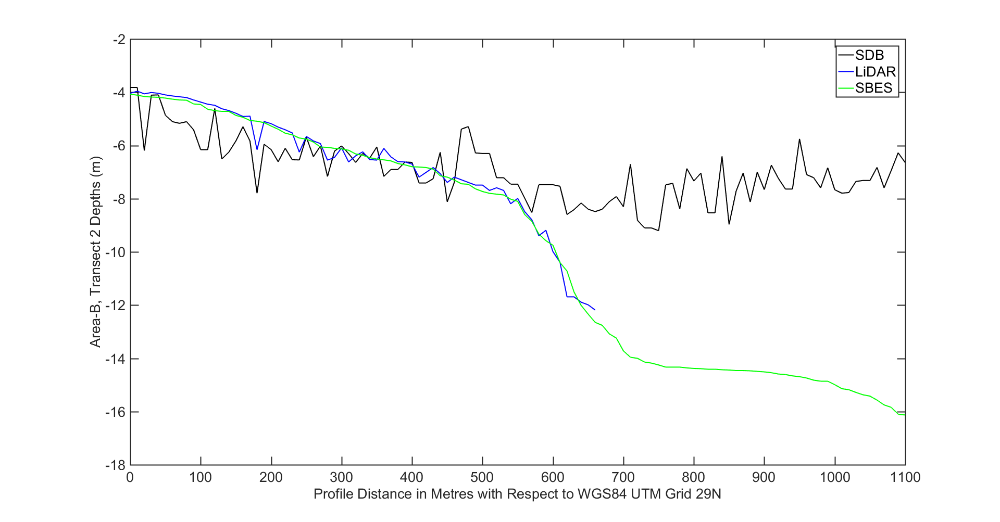 -2
-4
-6
-8
-10
-12
-14
-16
-18
Area-B, Transect 2 Depths (m)
SDB
LiDAR
SBES
0 100 200 300 400 500 600 700 800 900 1000 1100
Profile Distance in Metres with Respect to WGS84 UTM Grid 29N